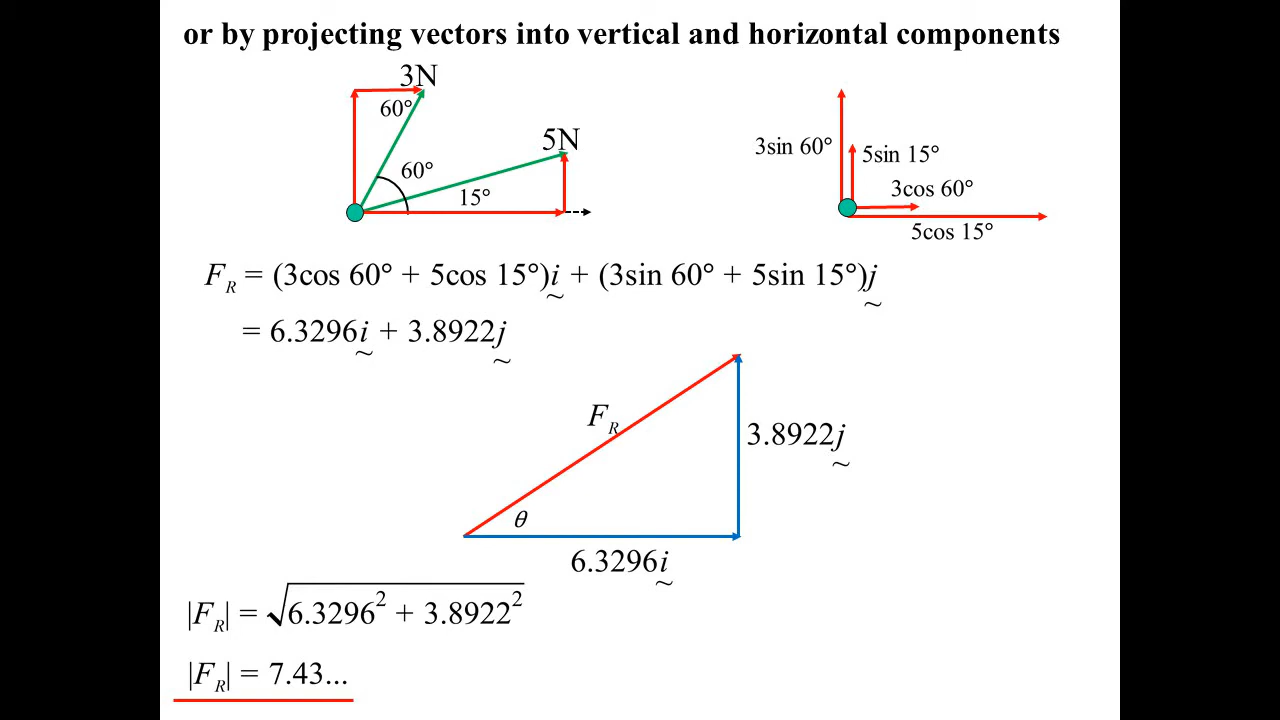 or by projecting vectors into vertical and horizontal components
3N
60°
5N
60°
15°
3sin 60°
5sin 15°
3cos 60°
5cos 15°
F_R = (3cos 60° + 5cos 15°)i + (3sin 60° + 5sin 15°)j
~ ~
= 6.3296i + 3.8922j
~ ~
F_R
3.8922j
~
θ
6.3296i
~
|F_R| = √(6.3296² + 3.8922²)
|F_R| = 7.43...